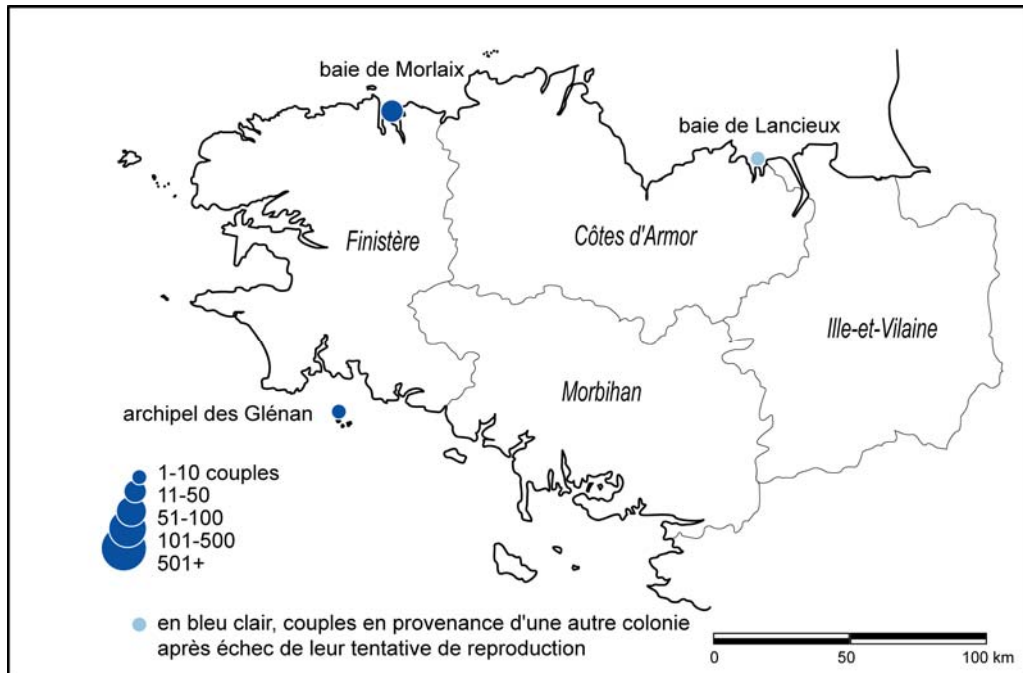 baie de Morlaix
baie de Lancieux
Finistère
Côtes d'Armor
Ille-et-Vilaine
Morbihan
archipel des Glénan
1-10 couples
11-50
51-100
101-500
501+
en bleu clair, couples en provenance d'une autre colonie
après échec de leur tentative de reproduction
0 50 100 km